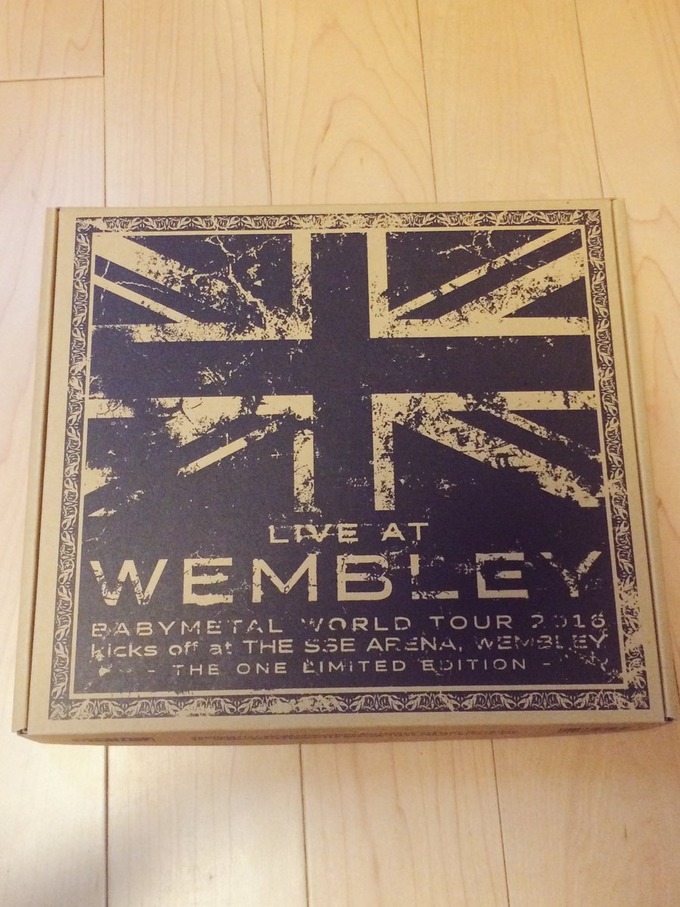 LIVE AT
WEMBLEY
BABYMETAL WORLD TOUR 2016
kicks off at THE SSE ARENA, WEMBLEY
- THE ONE LIMITED EDITION -